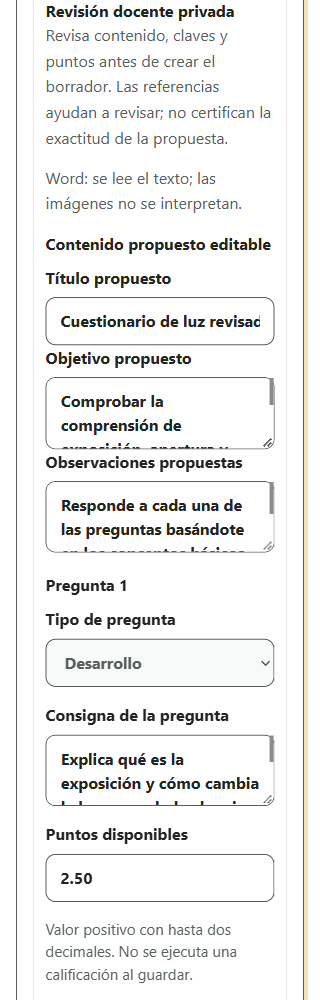 Revisión docente privada
Revisa contenido, claves y
puntos antes de crear el
borrador. Las referencias
ayudan a revisar; no certifican la
exactitud de la propuesta.
Word: se lee el texto; las
imágenes no se interpretan.
Contenido propuesto editable
Título propuesto
Cuestionario de luz revisad
Objetivo propuesto
Comprobar la
comprensión de
Observaciones propuestas
Responde a cada una de
las preguntas basándote
Pregunta 1
Tipo de pregunta
Desarrollo
Consigna de la pregunta
Explica qué es la
exposición y cómo cambia
Puntos disponibles
2.50
Valor positivo con hasta dos
decimales. No se ejecuta una
calificación al guardar.